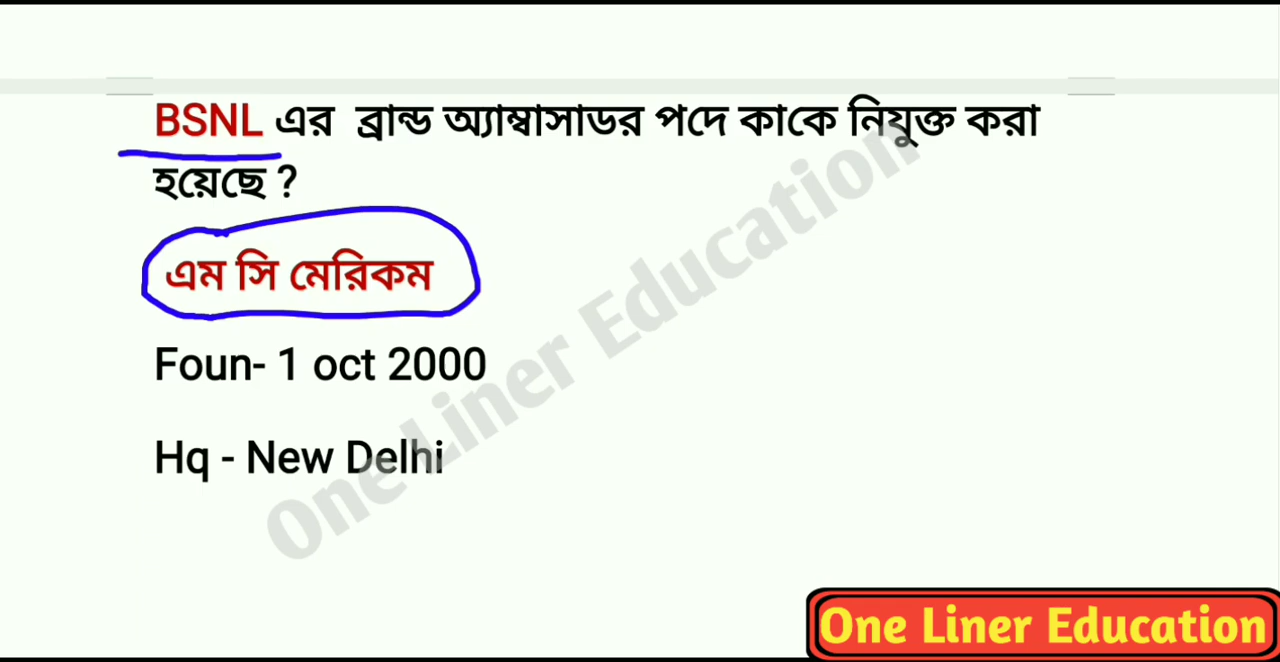 BSNL এর ব্রান্ড অ্যাম্বাসাডর পদে কাকে নিযুক্ত করা
হয়েছে ?
এম সি মেরিকম
Foun- 1 oct 2000
Hq - New Delhi
One Liner Education
One Liner Education